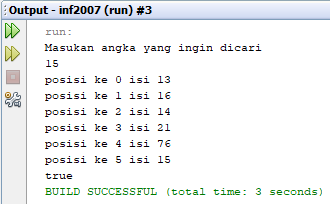 Output - inf2007 (run) #3
run:
Masukan angka yang ingin dicari
15
posisi ke 0 isi 13
posisi ke 1 isi 16
posisi ke 2 isi 14
posisi ke 3 isi 21
posisi ke 4 isi 76
posisi ke 5 isi 15
true
BUILD SUCCESSFUL (total time: 3 seconds)